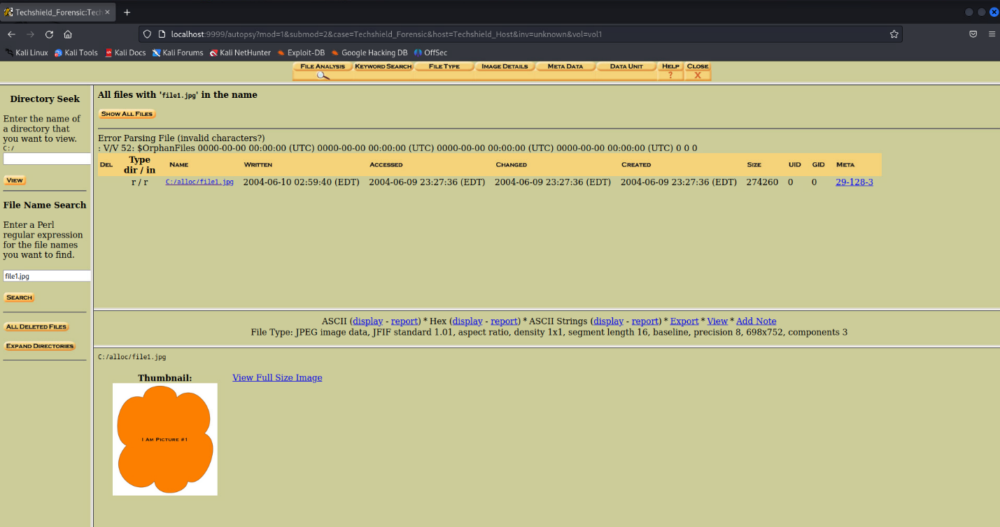 Techshield_Forensic:Tech
localhost:9999/autopsy?mod=1&submod=2&case=Techshield_Forensic&host=Techshield_Host&inv=unknown&vol=vol1
Kali Linux Kali Tools Kali Docs Kali Forums Kali NetHunter Exploit-DB Google Hacking DB OffSec
File Analysis Keyword Search File Type Image Details Meta Data Data Unit Help Close
? X
Directory Seek
Enter the name of
a directory that
you want to view.
C:/
View
File Name Search
Enter a Perl
regular expression
for the file names
you want to find.
file1.jpg
Search
All Deleted Files
Expand Directories
All files with 'file1.jpg' in the name
Show All Files
Error Parsing File (invalid characters?)
: V/V 52: $OrphanFiles 0000-00-00 00:00:00 (UTC) 0000-00-00 00:00:00 (UTC) 0000-00-00 00:00:00 (UTC) 0000-00-00 00:00:00 (UTC) 0 0 0
Del Type dir / in Name Written Accessed Changed Created Size UID GID Meta
r / r C:/alloc/file1.jpg 2004-06-10 02:59:40 (EDT) 2004-06-09 23:27:36 (EDT) 2004-06-09 23:27:36 (EDT) 2004-06-09 23:27:36 (EDT) 274260 0 0 29-128-3
ASCII (display - report) * Hex (display - report) * ASCII Strings (display - report) * Export * View * Add Note
File Type: JPEG image data, JFIF standard 1.01, aspect ratio, density 1x1, segment length 16, baseline, precision 8, 698x752, components 3
C:/alloc/file1.jpg
Thumbnail: View Full Size Image
I Am Picture #1